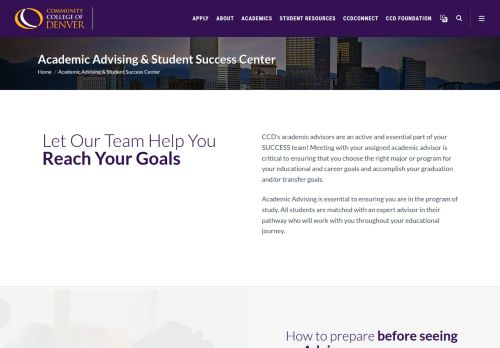 COMMUNITY
COLLEGE OF
DENVER
APPLY ABOUT ACADEMICS STUDENT RESOURCES CCDCONNECT CCD FOUNDATION
Academic Advising & Student Success Center
Home / Academic Advising & Student Success Center
Let Our Team Help You
Reach Your Goals
CCD's academic advisors are an active and essential part of your
SUCCESS team! Meeting with your assigned academic advisor is
critical to ensuring that you choose the right major or program for
your educational and career goals and accomplish your graduation
and/or transfer goals.
Academic Advising is essential to ensuring you are in the program of
study. All students are matched with an expert advisor in their
pathway who will work with you throughout your educational
journey.
How to prepare before seeing